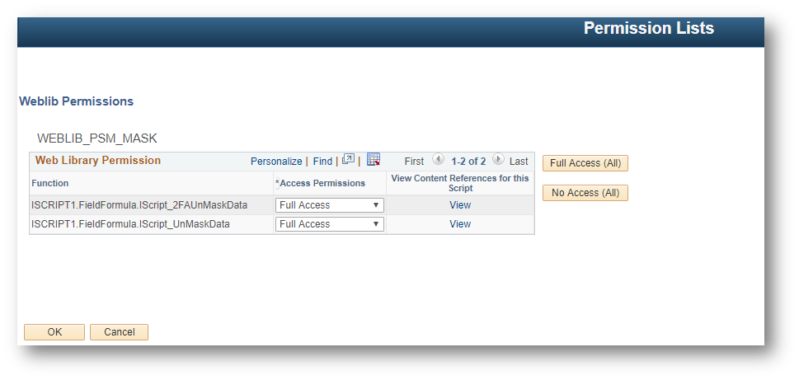 Permission Lists
Weblib Permissions
WEBLIB_PSM_MASK
Web Library Permission Personalize | Find | | First 1-2 of 2 Last
Full Access (All)
Function *Access Permissions View Content References for this Script
No Access (All)
ISCRIPT1.FieldFormula.IScript_2FAUnMaskData Full Access View
ISCRIPT1.FieldFormula.IScript_UnMaskData Full Access View
OK Cancel